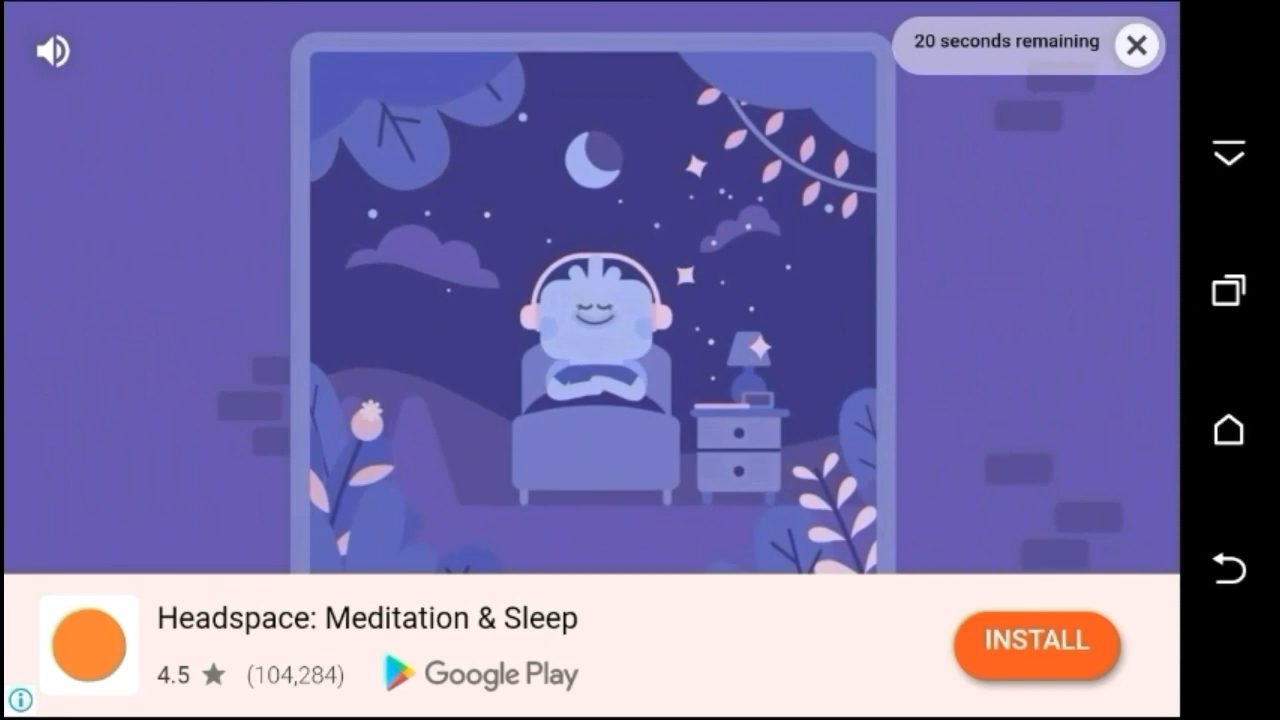 20 seconds remaining
Headspace: Meditation & Sleep
4.5 ★ (104,284) Google Play
INSTALL